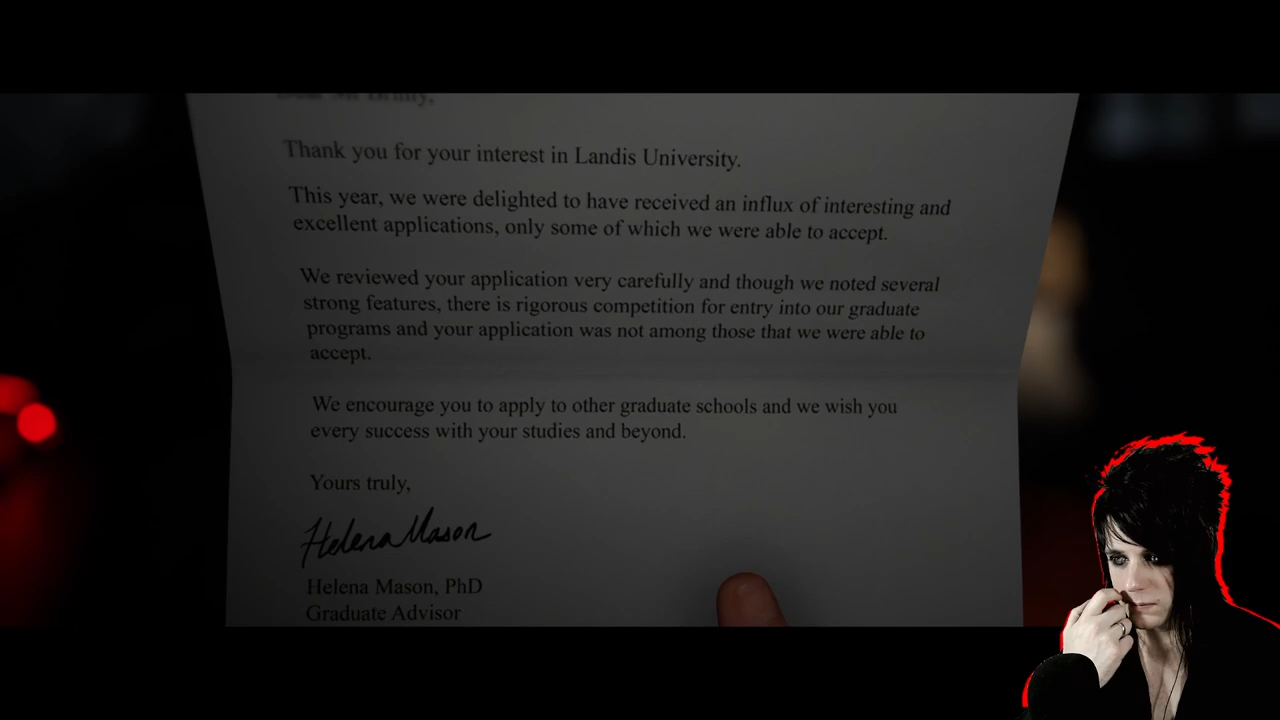 Thank you for your interest in Landis University.
This year, we were delighted to have received an influx of interesting and
excellent applications, only some of which we were able to accept.
We reviewed your application very carefully and though we noted several
strong features, there is rigorous competition for entry into our graduate
programs and your application was not among those that we were able to
accept.
We encourage you to apply to other graduate schools and we wish you
every success with your studies and beyond.
Yours truly,
Helena Mason
Helena Mason, PhD
Graduate Advisor